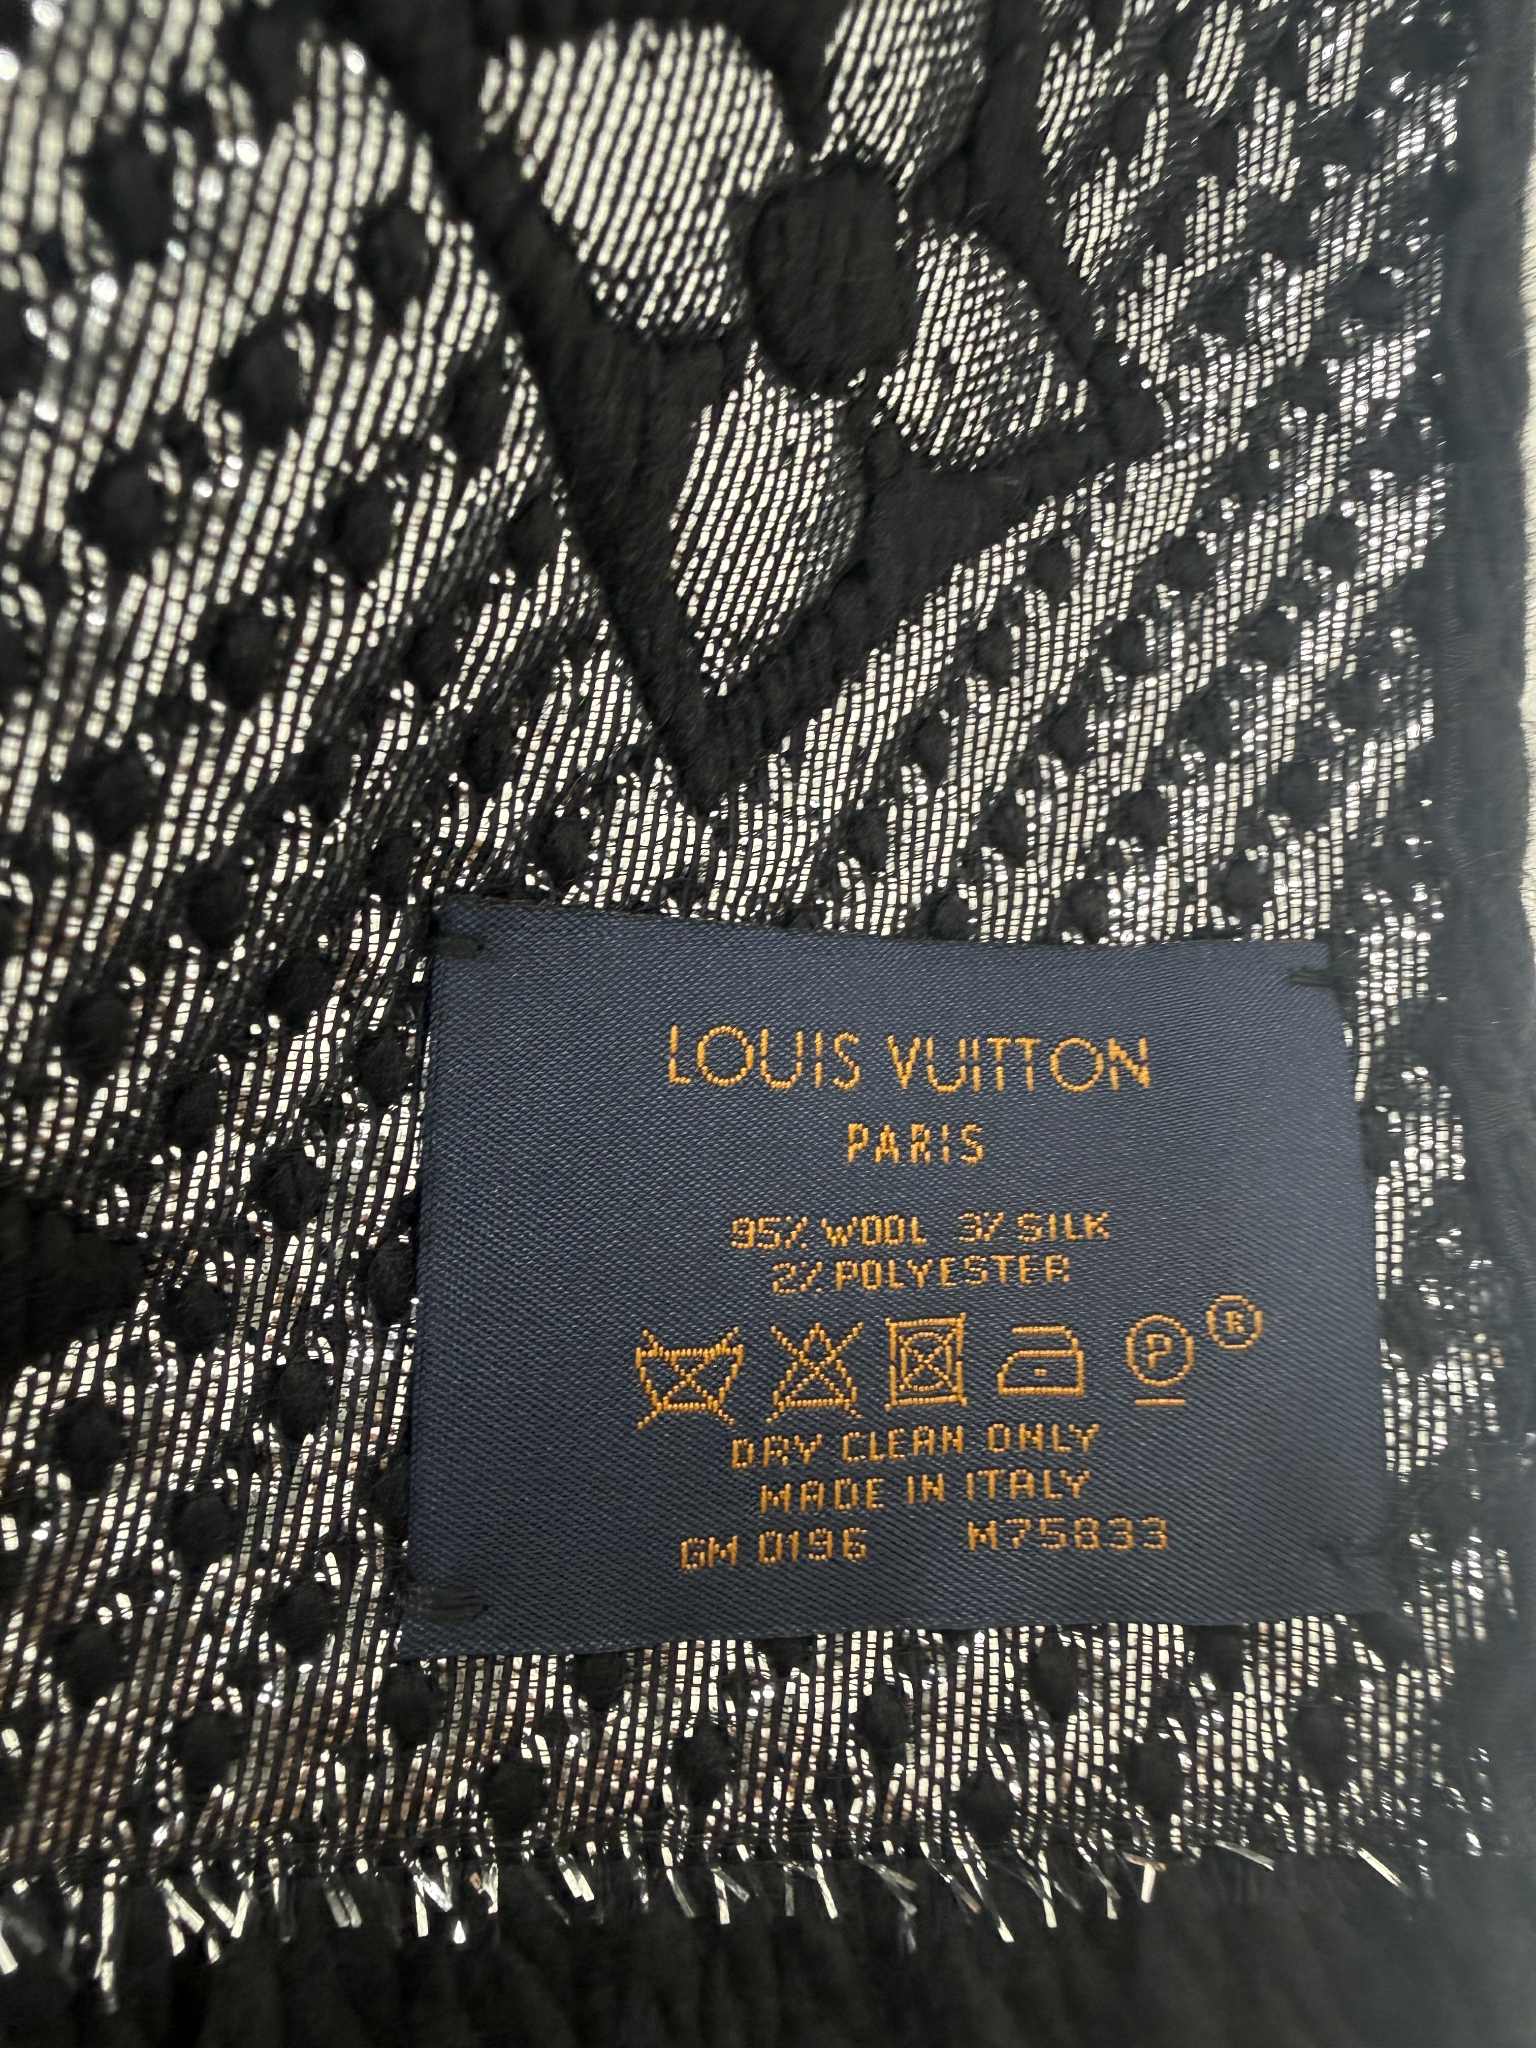 LOUIS VUITTON
PARIS
95% WOOL 3% SILK
2% POLYESTER
P ®
DRY CLEAN ONLY
MADE IN ITALY
GM 0196 M75833